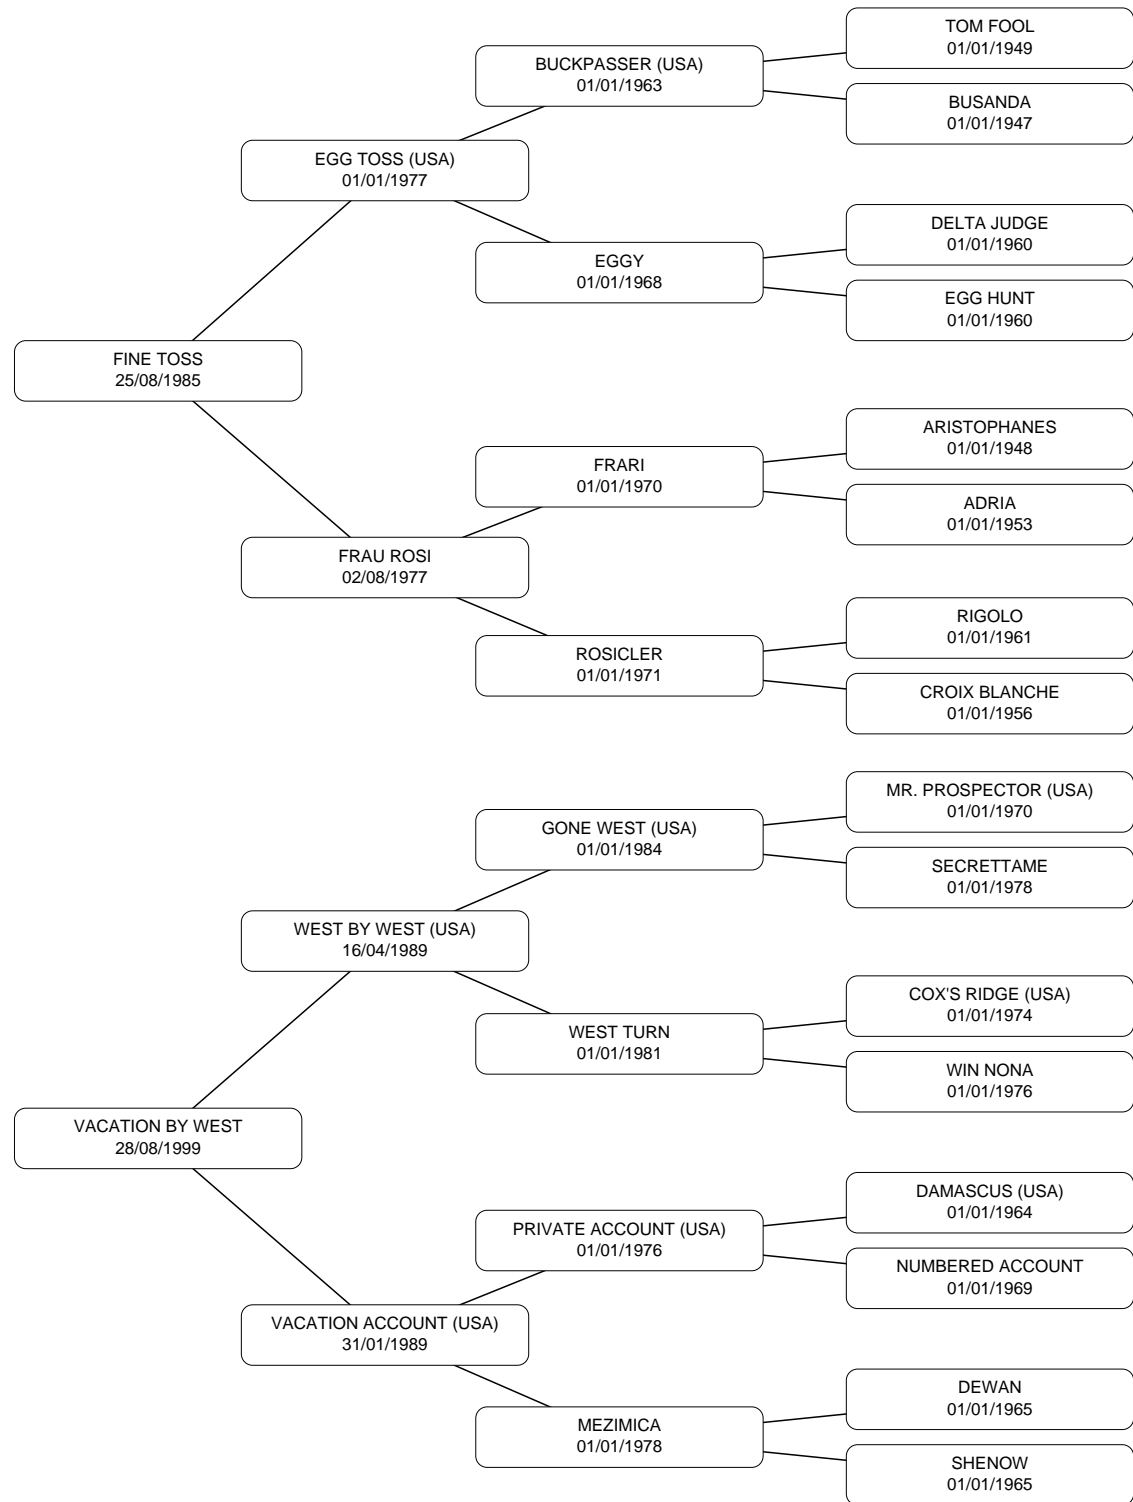 TOM FOOL
01/01/1949
BUCKPASSER (USA)
01/01/1963
BUSANDA
01/01/1947
EGG TOSS (USA)
01/01/1977
DELTA JUDGE
01/01/1960
EGGY
01/01/1968
EGG HUNT
01/01/1960
FINE TOSS
25/08/1985
ARISTOPHANES
01/01/1948
FRARI
01/01/1970
ADRIA
01/01/1953
FRAU ROSI
02/08/1977
RIGOLO
01/01/1961
ROSICLER
01/01/1971
CROIX BLANCHE
01/01/1956
MR. PROSPECTOR (USA)
01/01/1970
GONE WEST (USA)
01/01/1984
SECRETTAME
01/01/1978
WEST BY WEST (USA)
16/04/1989
COX'S RIDGE (USA)
01/01/1974
WEST TURN
01/01/1981
WIN NONA
01/01/1976
VACATION BY WEST
28/08/1999
DAMASCUS (USA)
01/01/1964
PRIVATE ACCOUNT (USA)
01/01/1976
NUMBERED ACCOUNT
01/01/1969
VACATION ACCOUNT (USA)
31/01/1989
DEWAN
01/01/1965
MEZIMICA
01/01/1978
SHENOW
01/01/1965